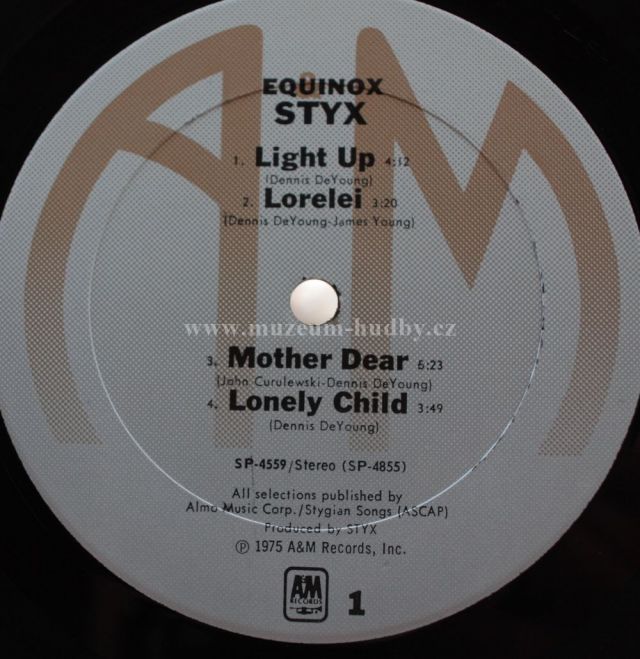 EQUINOX
STYX
1. Light Up 4:12
(Dennis DeYoung)
2. Lorelei 3:20
(Dennis DeYoung-James Young)
www.muzeum-hudby.cz
3. Mother Dear 5:23
(John Curulewski-Dennis DeYoung)
4. Lonely Child 3:49
(Dennis DeYoung)
SP-4559/Stereo (SP-4855)
All selections published by
Almo Music Corp./Stygian Songs (ASCAP)
Produced by STYX
℗ 1975 A&M Records, Inc.
A&M
RECORDS
1